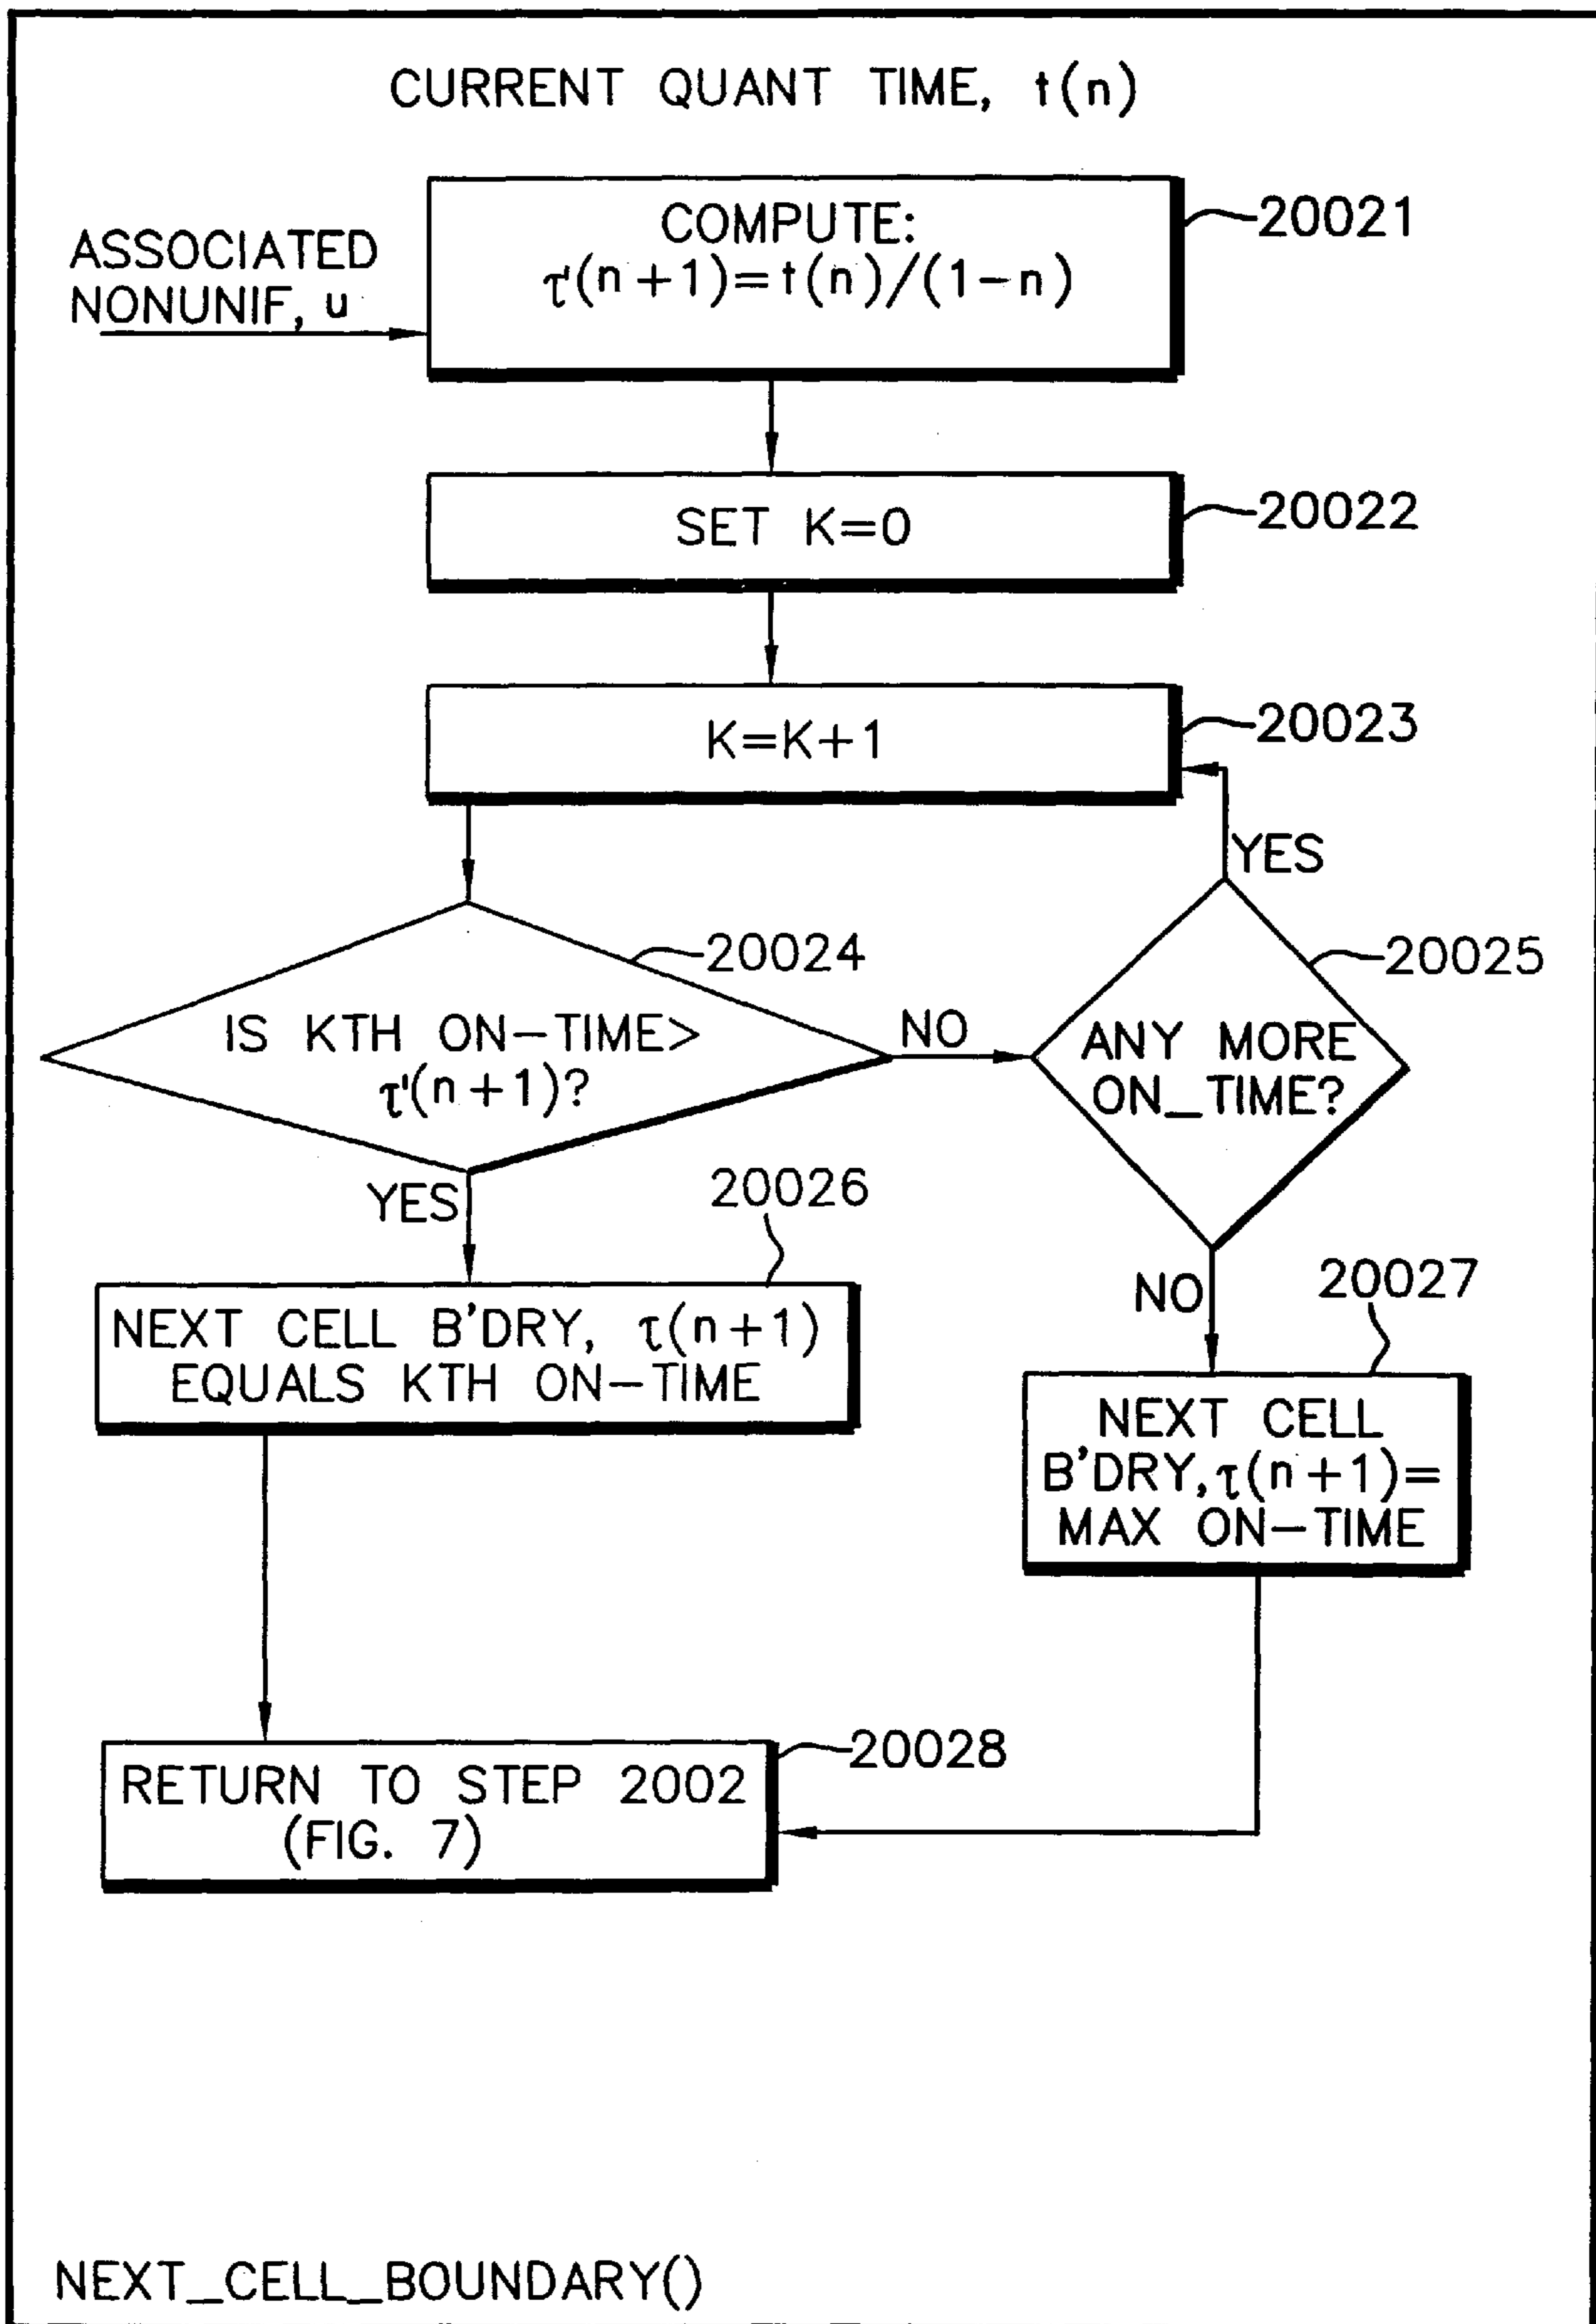 CURRENT QUANT TIME, t(n)
ASSOCIATED
NONUNIF, u
COMPUTE:
τ'(n+1)=t(n)/(1-n)
20021
SET K=0
20022
K=K+1
20023
YES
20024
IS KTH ON-TIME>
τ'(n+1)?
NO
20025
ANY MORE
ON_TIME?
YES
20026
NEXT CELL B'DRY, τ(n+1)
EQUALS KTH ON-TIME
NO
20027
NEXT CELL
B'DRY,τ(n+1)=
MAX ON-TIME
20028
RETURN TO STEP 2002
(FIG. 7)
NEXT_CELL_BOUNDARY()